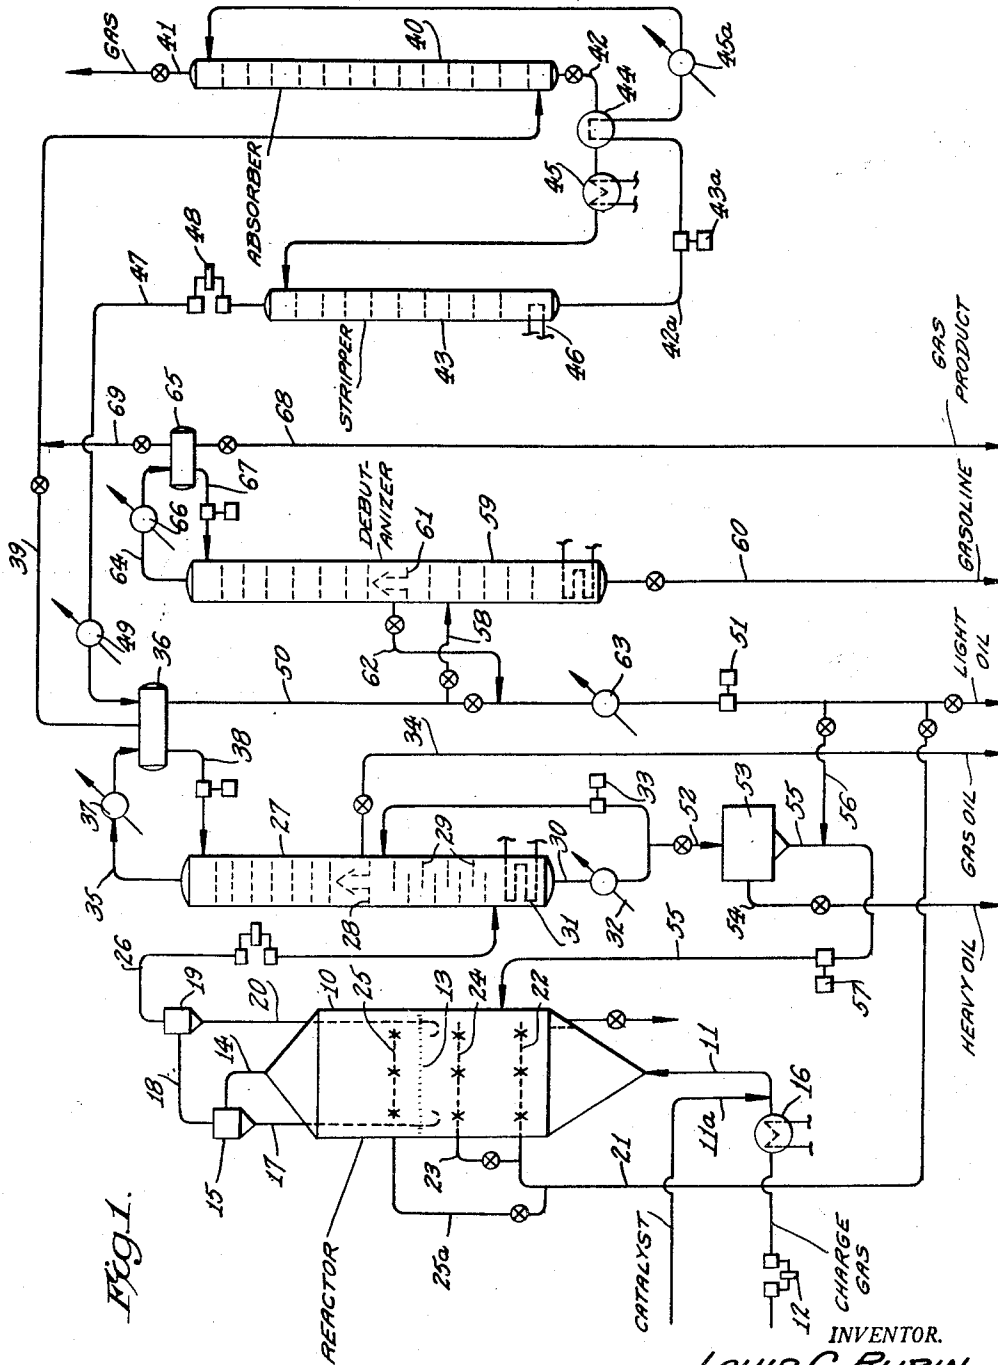 GAS
41
40
42
44
45a
ABSORBER
45
43a
48
47
STRIPPER
43
46
42a
69
65
68
GAS
PRODUCT
67
66
64
39
DEBUT-
ANIZER
61
59
60
GASOLINE
49
36
50
62
58
63
51
LIGHT
OIL
38
37
35
34
27
29
28
31
30
33
32
52
53
54
55
56
GAS OIL
HEAVY OIL
26
19
20
18
14
15
17
10
25
13
24
22
55
57
11
11a
16
23
21
25a
REACTOR
CATALYST
CHARGE
GAS
12
Fig.1.
INVENTOR.
LOUIS C. RUBIN